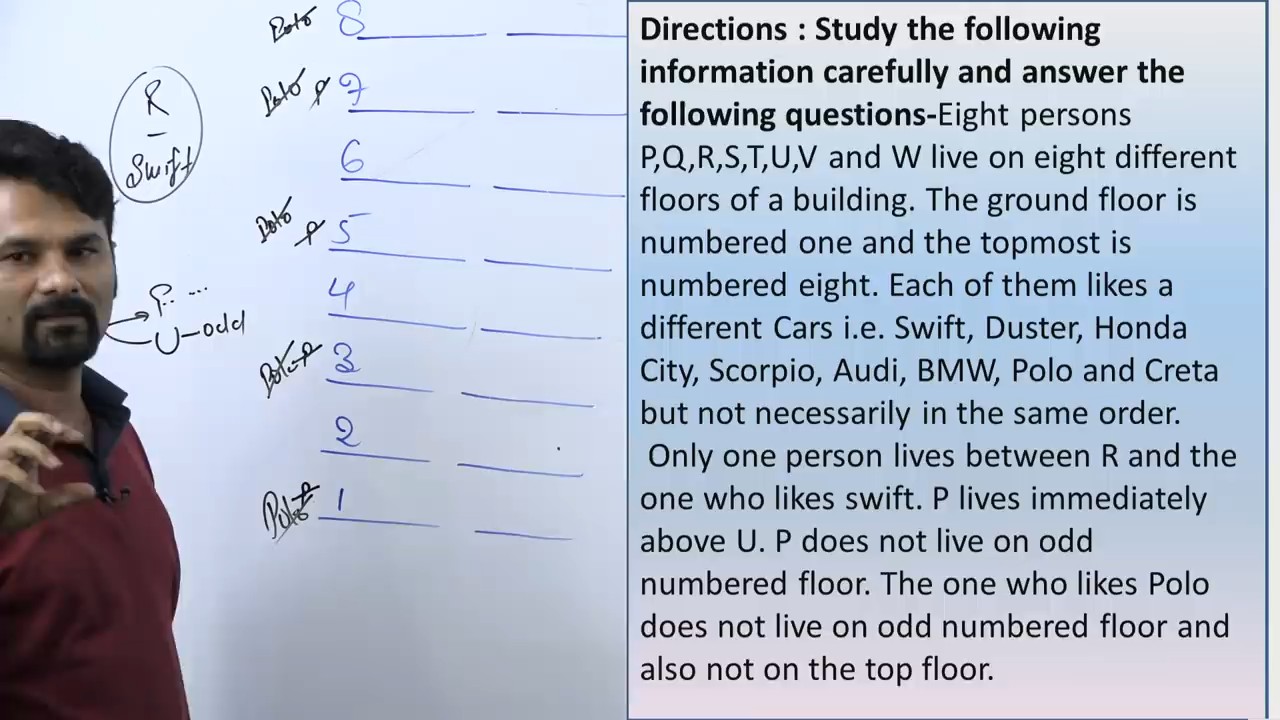 R
—
Swift
P.. ...
U—odd
Polo 8
Polo P 7
6
Polo P 5
4
Polo P 3
2
Polo P 1
Directions : Study the following
information carefully and answer the
following questions-Eight persons
P,Q,R,S,T,U,V and W live on eight different
floors of a building. The ground floor is
numbered one and the topmost is
numbered eight. Each of them likes a
different Cars i.e. Swift, Duster, Honda
City, Scorpio, Audi, BMW, Polo and Creta
but not necessarily in the same order.
Only one person lives between R and the
one who likes swift. P lives immediately
above U. P does not live on odd
numbered floor. The one who likes Polo
does not live on odd numbered floor and
also not on the top floor.